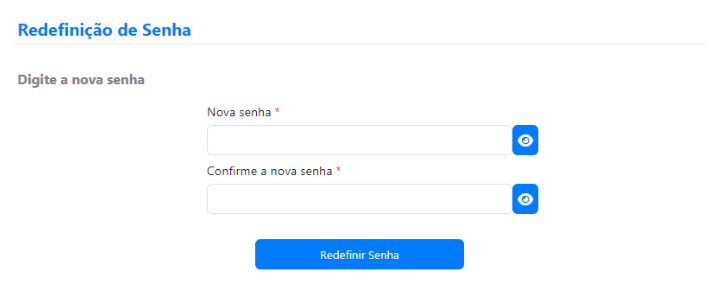 Redefinição de Senha
Digite a nova senha
Nova senha *
Confirme a nova senha *
Redefinir Senha